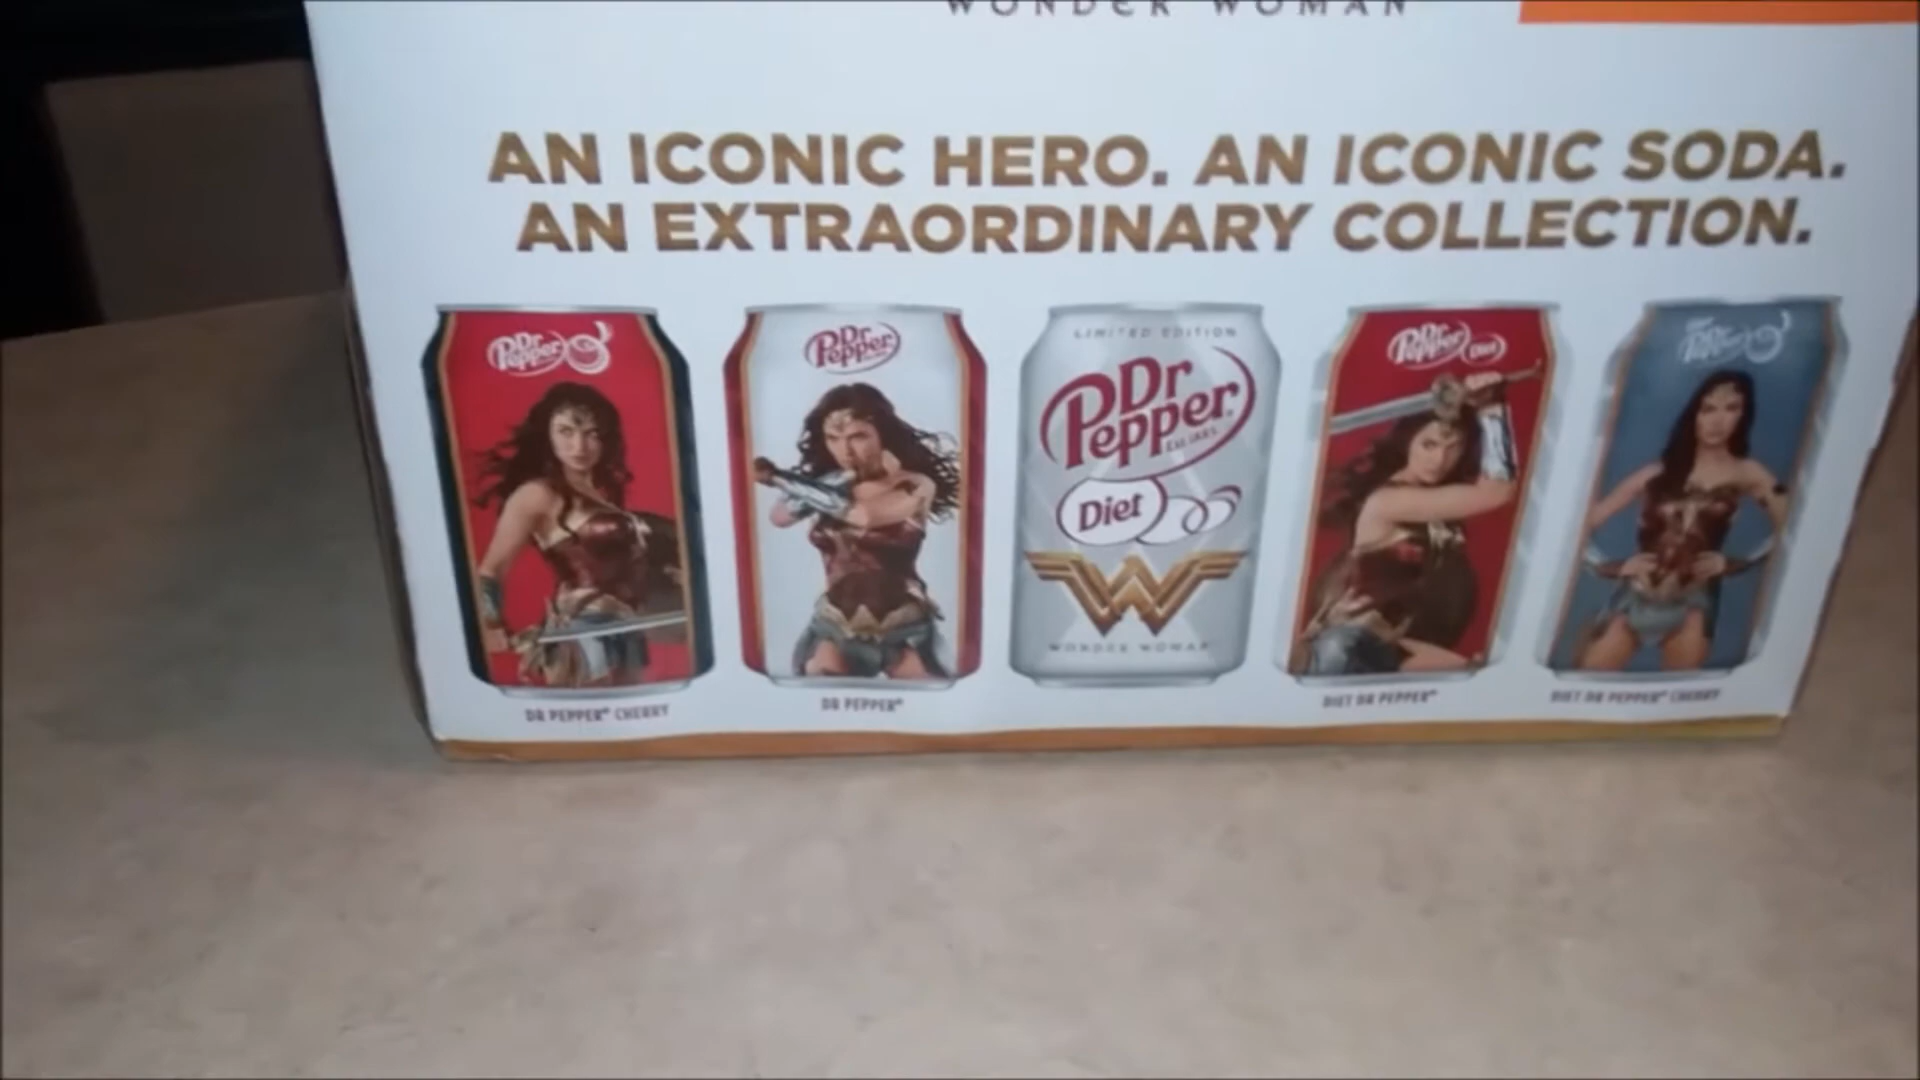 WONDER WOMAN
AN ICONIC HERO. AN ICONIC SODA.
AN EXTRAORDINARY COLLECTION.
Dr Pepper
Dr Pepper
LIMITED EDITION
Dr Pepper
EST. 1885
Diet
WONDER WOMAN
Dr Pepper Diet
Dr Pepper
DR PEPPER® CHERRY
DR PEPPER®
DIET DR PEPPER®
DIET DR PEPPER® CHERRY